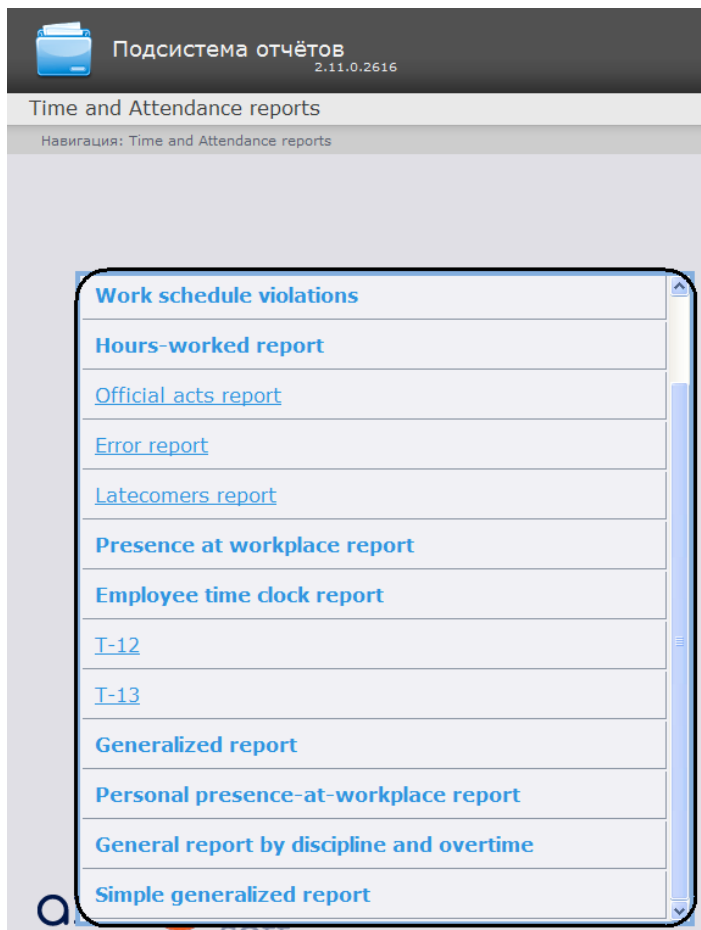 Подсистема отчётов
2.11.0.2616
Time and Attendance reports
Навигация: Time and Attendance reports
Work schedule violations
Hours-worked report
Official acts report
Error report
Latecomers report
Presence at workplace report
Employee time clock report
T-12
T-13
Generalized report
Personal presence-at-workplace report
General report by discipline and overtime
Simple generalized report